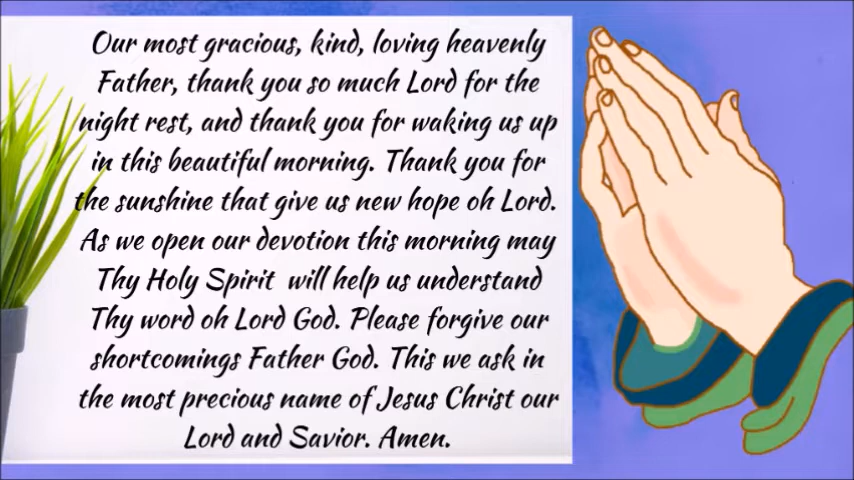 Our most gracious, kind, loving heavenly
Father, thank you so much Lord for the
night rest, and thank you for waking us up
in this beautiful morning. Thank you for
the sunshine that give us new hope oh Lord.
As we open our devotion this morning may
Thy Holy Spirit  will help us understand
Thy word oh Lord God. Please forgive our
shortcomings Father God. This we ask in
the most precious name of Jesus Christ our
Lord and Savior. Amen.